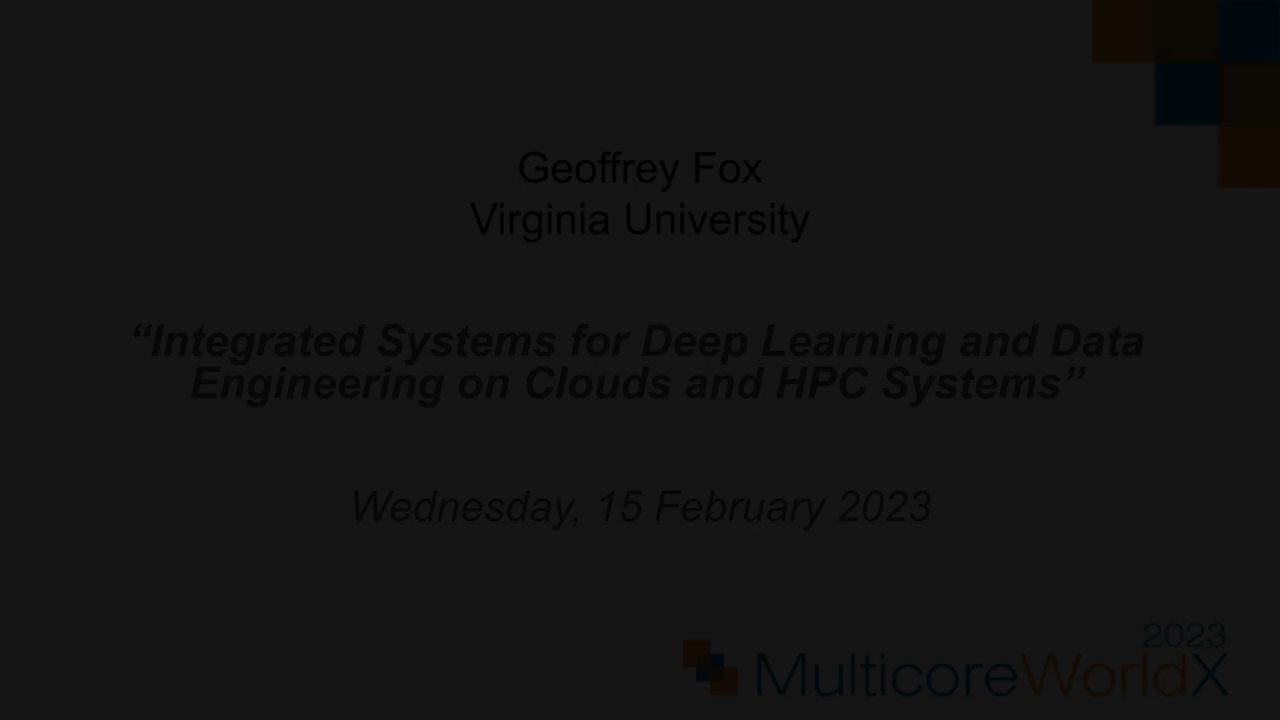 Geoffrey Fox
Virginia University
“Integrated Systems for Deep Learning and Data
Engineering on Clouds and HPC Systems”
Wednesday, 15 February 2023
2023
MulticoreWorldX